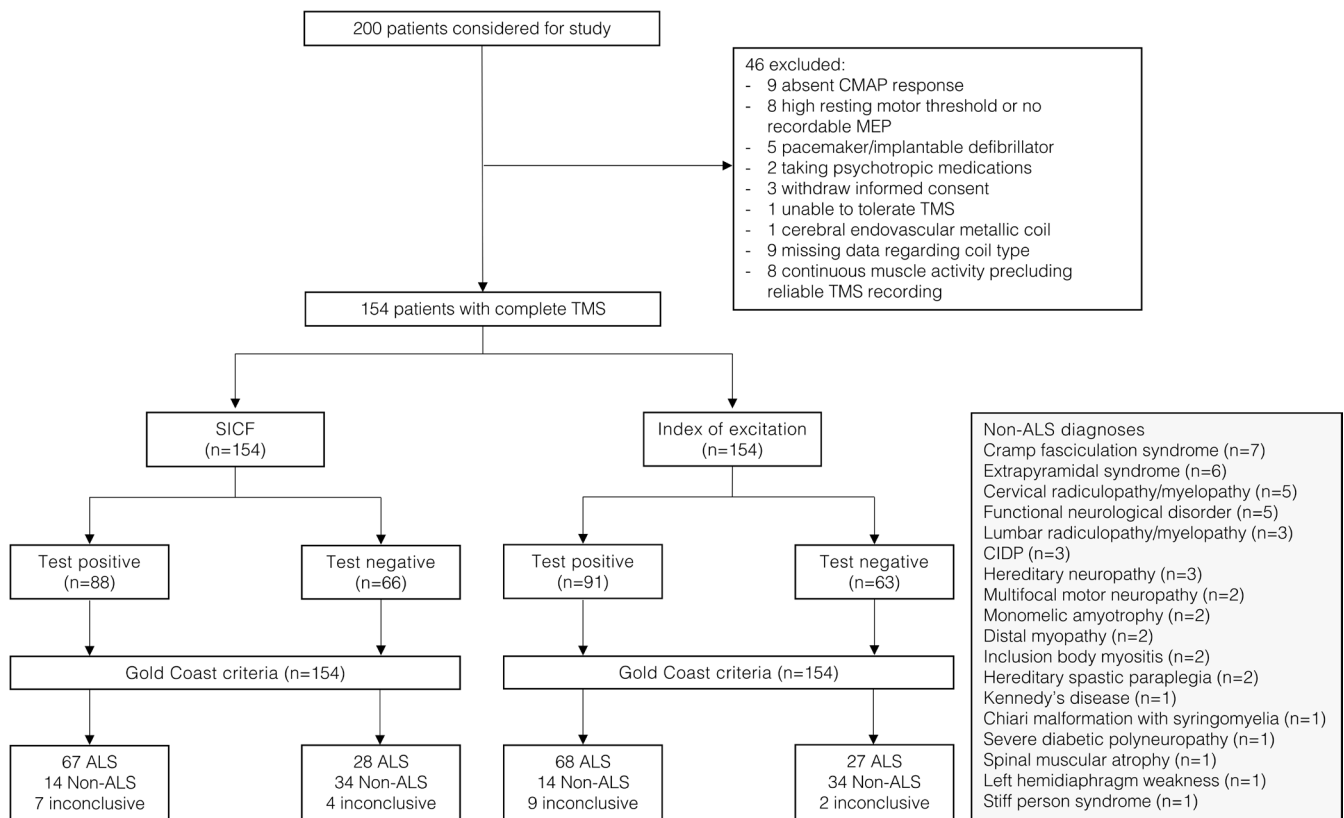 200 patients considered for study
46 excluded:
- 9 absent CMAP response
- 8 high resting motor threshold or no
recordable MEP
- 5 pacemaker/implantable defibrillator
- 2 taking psychotropic medications
- 3 withdraw informed consent
- 1 unable to tolerate TMS
- 1 cerebral endovascular metallic coil
- 9 missing data regarding coil type
- 8 continuous muscle activity precluding
reliable TMS recording
154 patients with complete TMS
SICF
(n=154)
Index of excitation
(n=154)
Test positive
(n=88)
Test negative
(n=66)
Test positive
(n=91)
Test negative
(n=63)
Gold Coast criteria (n=154)
Gold Coast criteria (n=154)
67 ALS
14 Non-ALS
7 inconclusive
28 ALS
34 Non-ALS
4 inconclusive
68 ALS
14 Non-ALS
9 inconclusive
27 ALS
34 Non-ALS
2 inconclusive
Non-ALS diagnoses
Cramp fasciculation syndrome (n=7)
Extrapyramidal syndrome (n=6)
Cervical radiculopathy/myelopathy (n=5)
Functional neurological disorder (n=5)
Lumbar radiculopathy/myelopathy (n=3)
CIDP (n=3)
Hereditary neuropathy (n=3)
Multifocal motor neuropathy (n=2)
Monomelic amyotrophy (n=2)
Distal myopathy (n=2)
Inclusion body myositis (n=2)
Hereditary spastic paraplegia (n=2)
Kennedy's disease (n=1)
Chiari malformation with syringomyelia (n=1)
Severe diabetic polyneuropathy (n=1)
Spinal muscular atrophy (n=1)
Left hemidiaphragm weakness (n=1)
Stiff person syndrome (n=1)